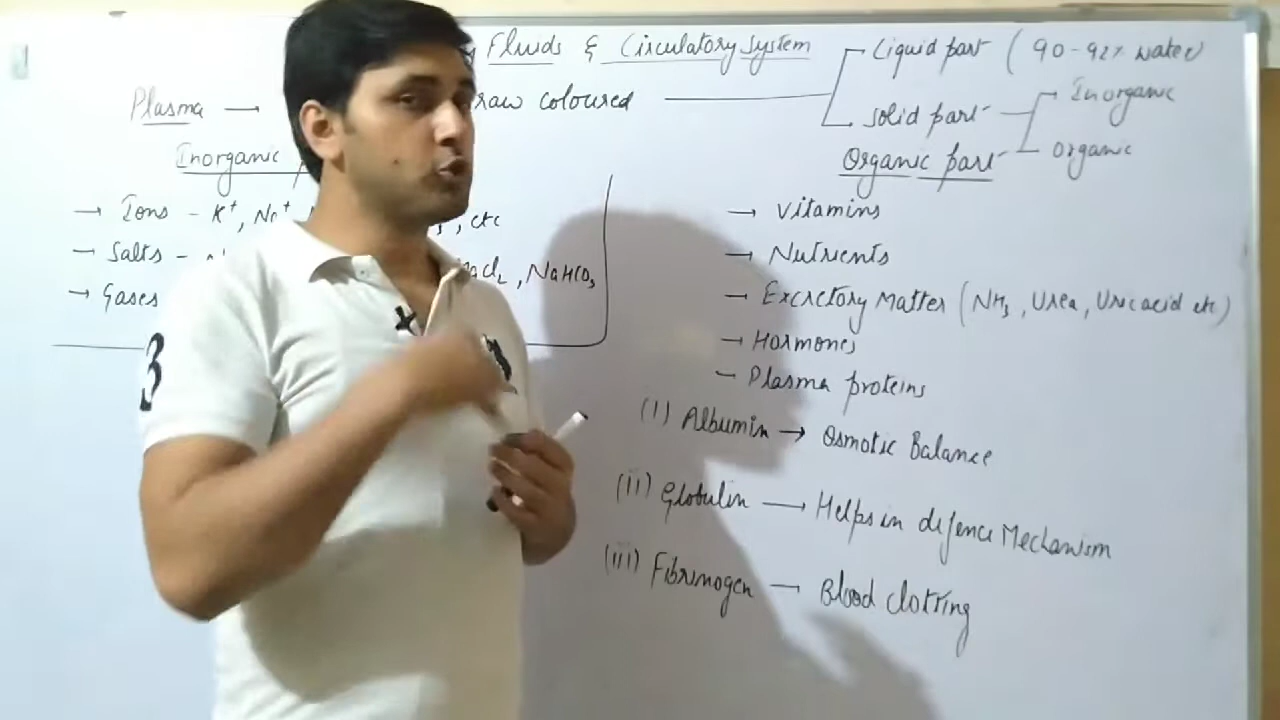 Fluids & Circulatory System
Plasma → raw coloured
Liquid part ( 90-92% water)
Solid part
Inorganic
Organic
Inorganic
→ Ions - K⁺, Na⁺ , etc
→ Salts - , NaHCO₃
→ Gases
Organic part
→ Vitamins
→ Nutrients
→ Excretory Matter (NH₃, Urea, Uric acid etc)
→ Hormones
→ Plasma proteins
(i) Albumin → Osmotic Balance
(ii) Globulin → Helps in defence Mechanism
(iii) Fibrinogen → Blood clotting
3